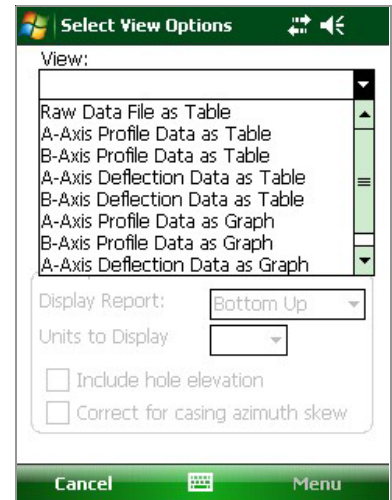 Select View Options
View:
Raw Data File as Table
A-Axis Profile Data as Table
B-Axis Profile Data as Table
A-Axis Deflection Data as Table
B-Axis Deflection Data as Table
A-Axis Profile Data as Graph
B-Axis Profile Data as Graph
A-Axis Deflection Data as Graph
Display Report: Bottom Up
Units to Display
Include hole elevation
Correct for casing azimuth skew
Cancel Menu